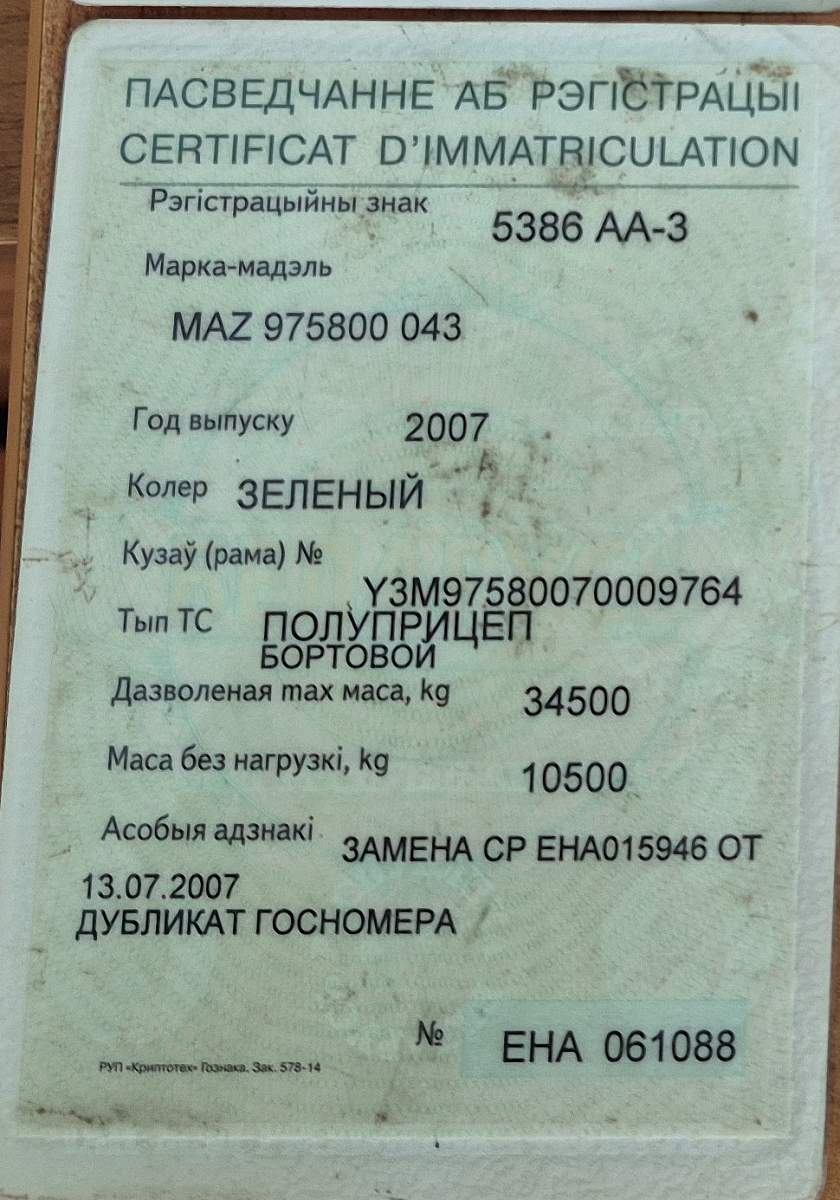 ПАСВЕДЧАННЕ АБ РЭГІСТРАЦЫІ
CERTIFICAT D'IMMATRICULATION
Рэгістрацыйны знак 5386 АА-3
Марка-мадэль
MAZ 975800 043
Год выпуску 2007
Колер ЗЕЛЕНЫЙ
Кузаў (рама) №
Y3M97580070009764
Тып ТС ПОЛУПРИЦЕП
БОРТОВОЙ
Дазволеная max маса, kg 34500
Маса без нагрузкі, kg 10500
Асобыя адзнакі ЗАМЕНА СР ЕНА015946 ОТ
13.07.2007
ДУБЛИКАТ ГОСНОМЕРА
№ ЕНА 061088
РУП «Криптотех» Гознака. Зак. 578-14